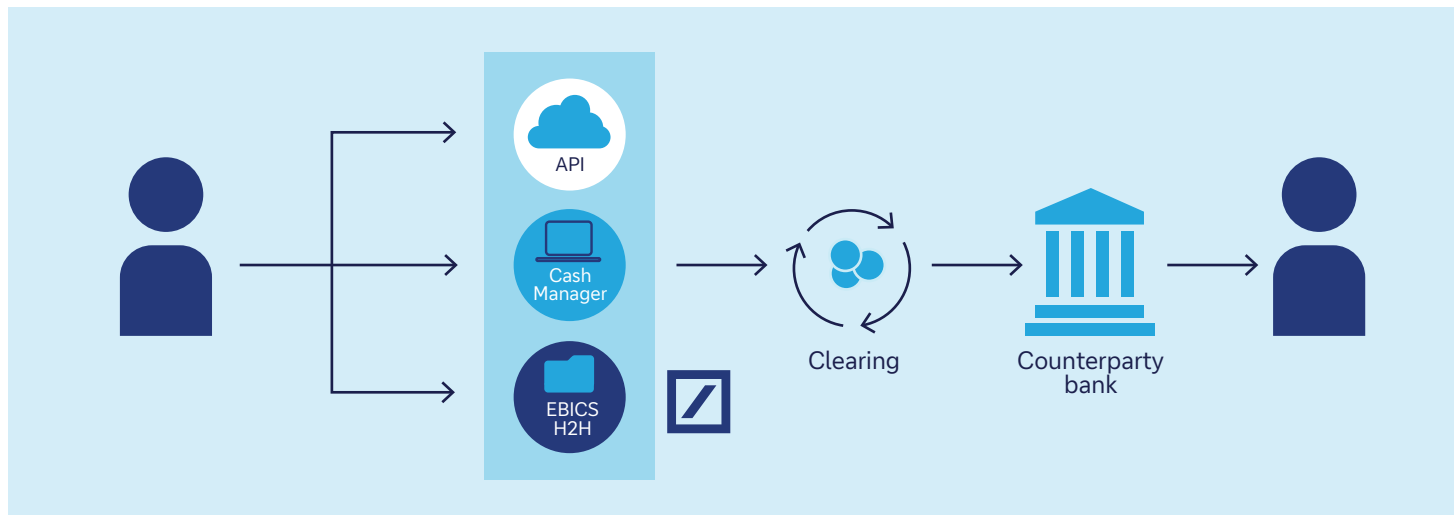 API
Cash
Manager
EBICS
H2H
Clearing
Counterparty
bank